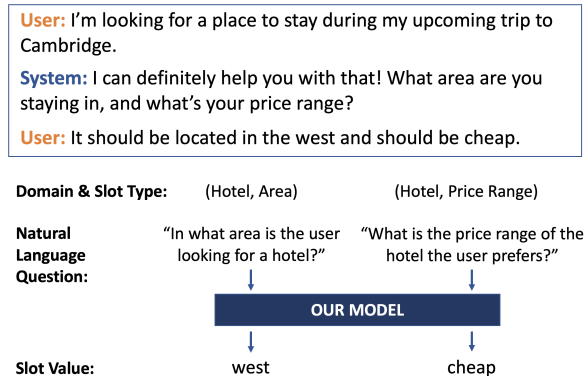 User: I’m looking for a place to stay during my upcoming trip to
Cambridge.
System: I can definitely help you with that! What area are you
staying in, and what’s your price range?
User: It should be located in the west and should be cheap.
Domain & Slot Type: (Hotel, Area) (Hotel, Price Range)
Natural “In what area is the user “What is the price range of the
Language looking for a hotel?” hotel the user prefers?”
Question:
OUR MODEL
Slot Value: west cheap